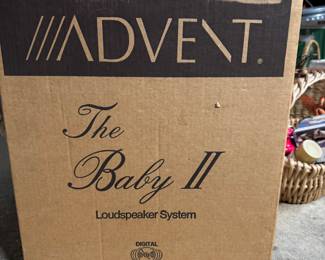 ///ADVENT®
The
Baby II
Loudspeaker System
DIGITAL